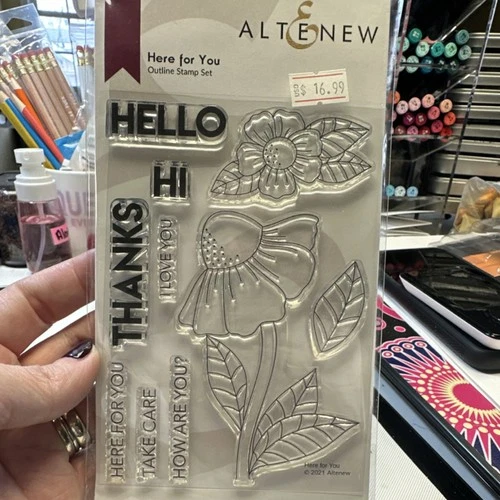 ALTENEW
Here for You
Outline Stamp Set
$16.99
HELLO
HI
THANKS
I LOVE YOU
HERE FOR YOU
TAKE CARE
HOW ARE YOU?
Here for You
© 2021 Altenew